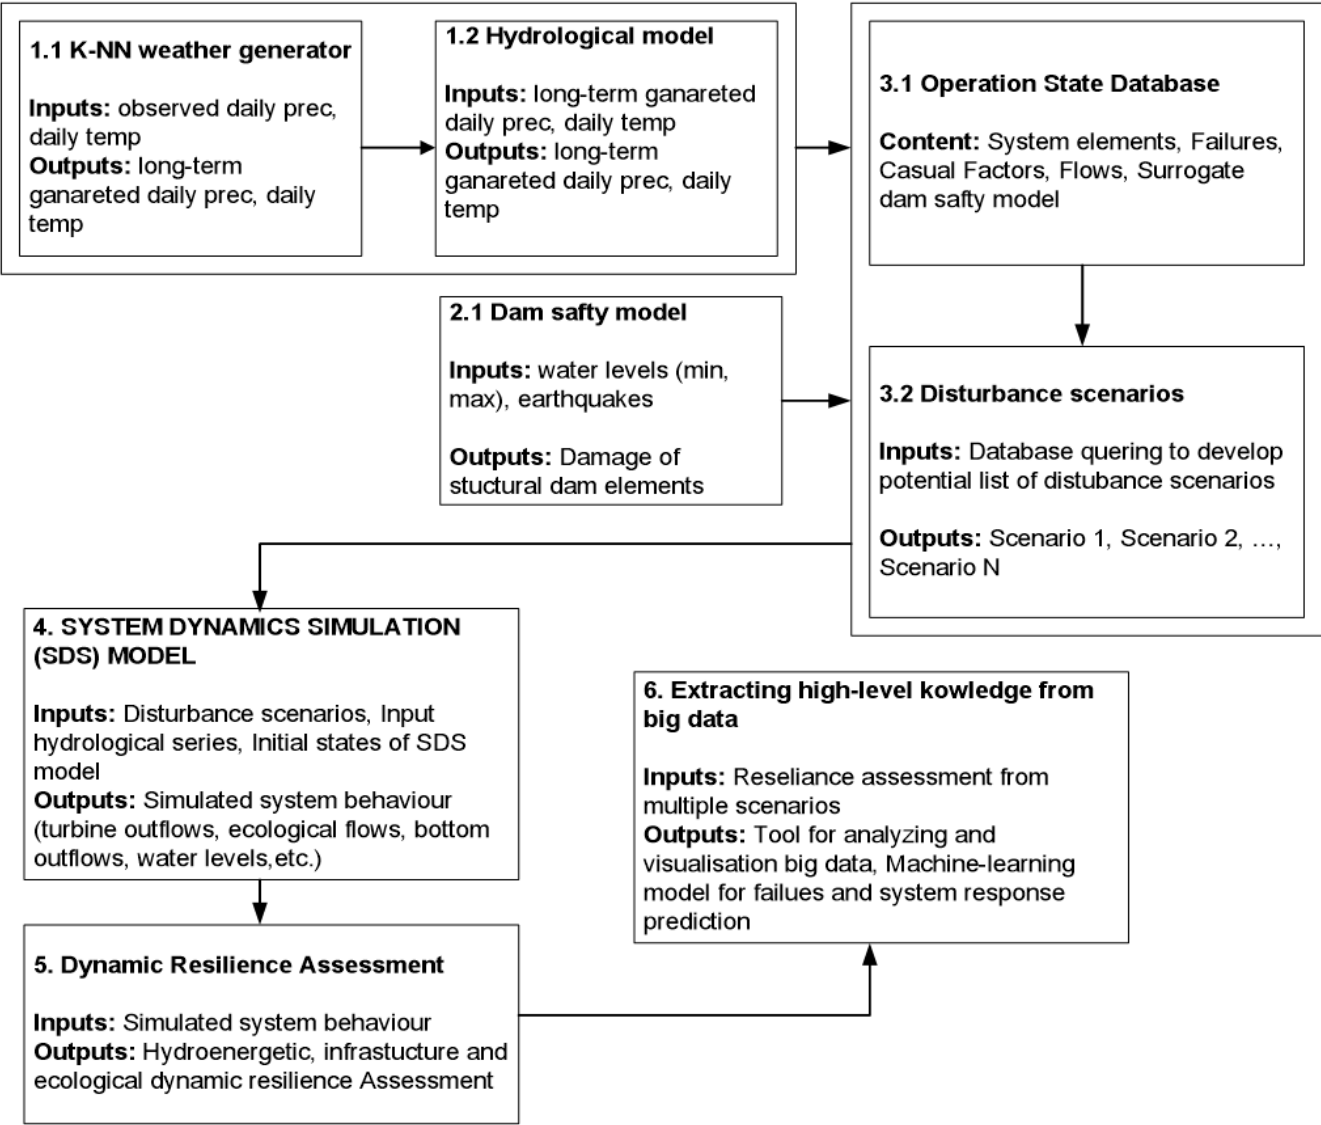 1.1 K-NN weather generator
Inputs: observed daily prec,
daily temp
Outputs: long-term
ganareted daily prec, daily
temp
1.2 Hydrological model
Inputs: long-term ganareted
daily prec, daily temp
Outputs: long-term
ganareted daily prec, daily
temp
2.1 Dam safty model
Inputs: water levels (min,
max), earthquakes
Outputs: Damage of
stuctural dam elements
3.1 Operation State Database
Content: System elements, Failures,
Casual Factors, Flows, Surrogate
dam safty model
3.2 Disturbance scenarios
Inputs: Database quering to develop
potential list of distubance scenarios
Outputs: Scenario 1, Scenario 2, ...,
Scenario N
4. SYSTEM DYNAMICS SIMULATION
(SDS) MODEL
Inputs: Disturbance scenarios, Input
hydrological series, Initial states of SDS
model
Outputs: Simulated system behaviour
(turbine outflows, ecological flows, bottom
outflows, water levels,etc.)
5. Dynamic Resilience Assessment
Inputs: Simulated system behaviour
Outputs: Hydroenergetic, infrastucture and
ecological dynamic resilience Assessment
6. Extracting high-level kowledge from
big data
Inputs: Reseliance assessment from
multiple scenarios
Outputs: Tool for analyzing and
visualisation big data, Machine-learning
model for failues and system response
prediction